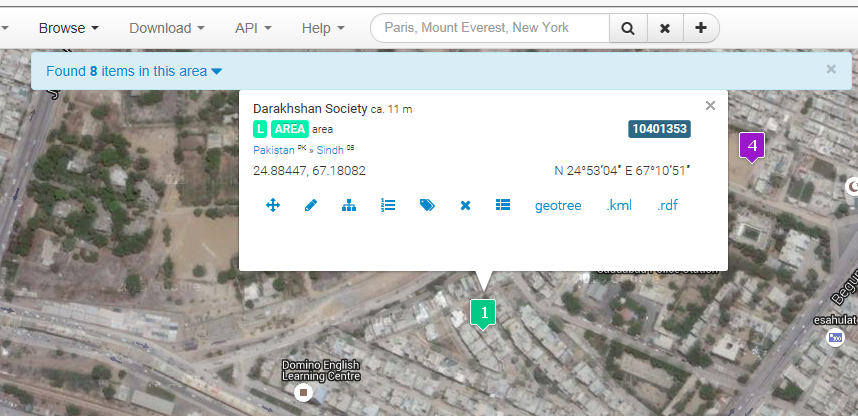 Browse Download API Help Paris, Mount Everest, New York
Found 8 items in this area
Darakhshan Society ca. 11 m
L AREA area 10401353
Pakistan PK » Sindh 05
24.88447, 67.18082 N 24°53′04″ E 67°10′51″
geotree .kml .rdf
4
1
esahulat
Domino English
Learning Centre